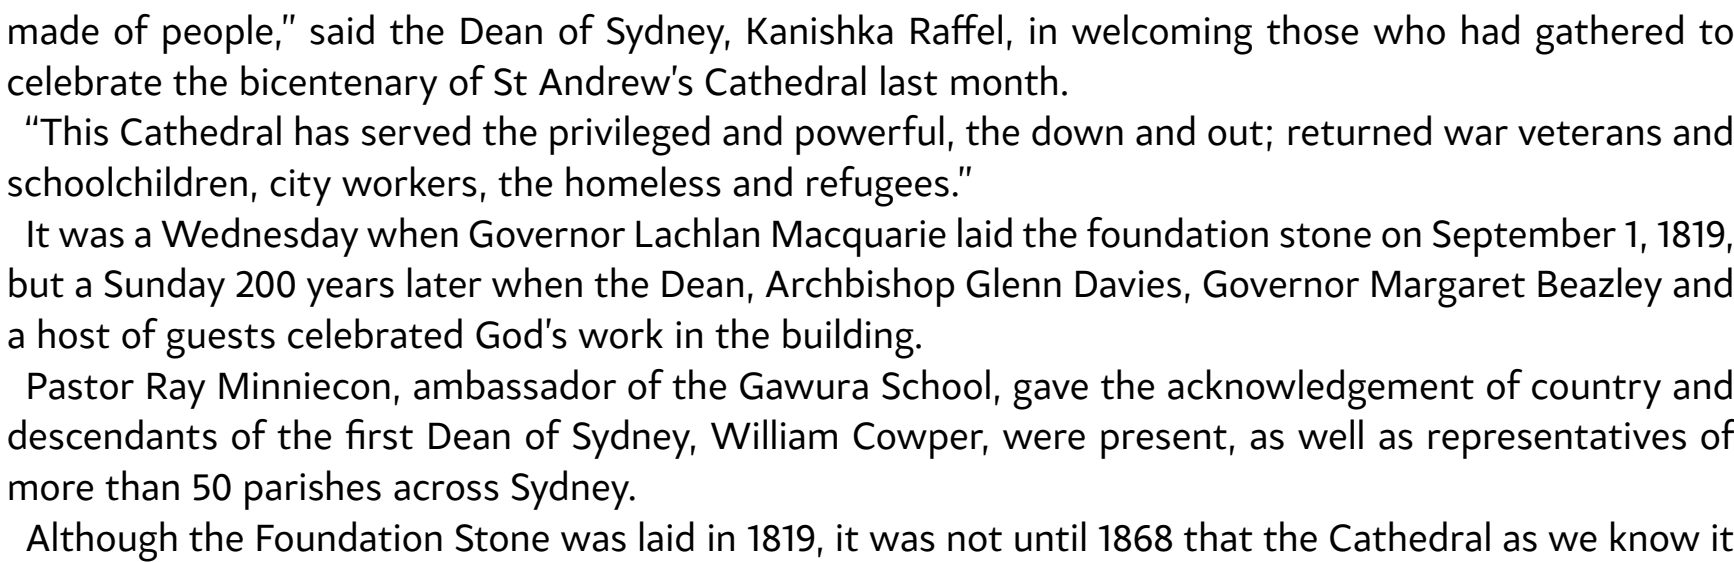 made of people,” said the Dean of Sydney, Kanishka Raffel, in welcoming those who had gathered to
celebrate the bicentenary of St Andrew’s Cathedral last month.
“This Cathedral has served the privileged and powerful, the down and out; returned war veterans and
schoolchildren, city workers, the homeless and refugees.”
It was a Wednesday when Governor Lachlan Macquarie laid the foundation stone on September 1, 1819,
but a Sunday 200 years later when the Dean, Archbishop Glenn Davies, Governor Margaret Beazley and
a host of guests celebrated God’s work in the building.
Pastor Ray Minniecon, ambassador of the Gawura School, gave the acknowledgement of country and
descendants of the first Dean of Sydney, William Cowper, were present, as well as representatives of
more than 50 parishes across Sydney.
Although the Foundation Stone was laid in 1819, it was not until 1868 that the Cathedral as we know it